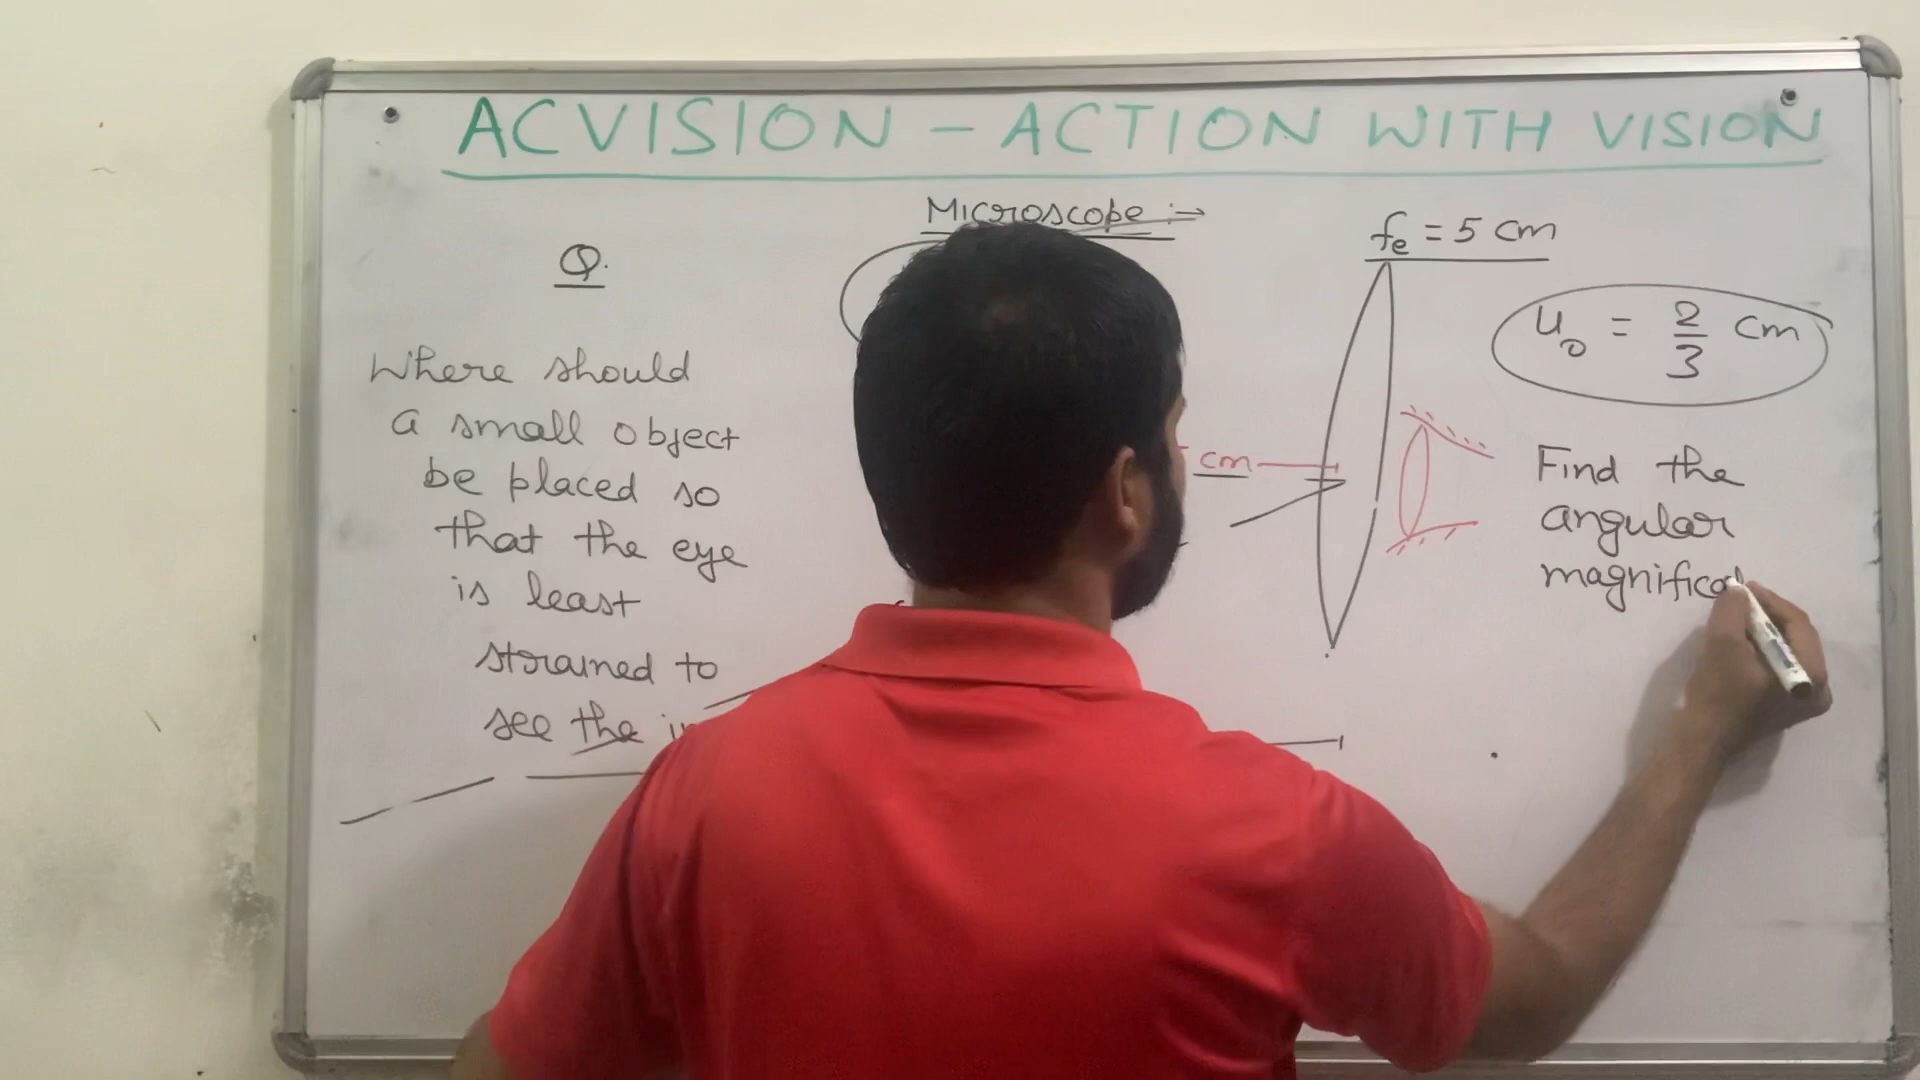 ACVISION - ACTION WITH VISION
Microscope :→
Q.
Where should
a small object
be placed so
that the eye
is least
strained to
see the
cm
fe = 5 cm
u₀ = 2/3 cm
Find the
angular
magnifica